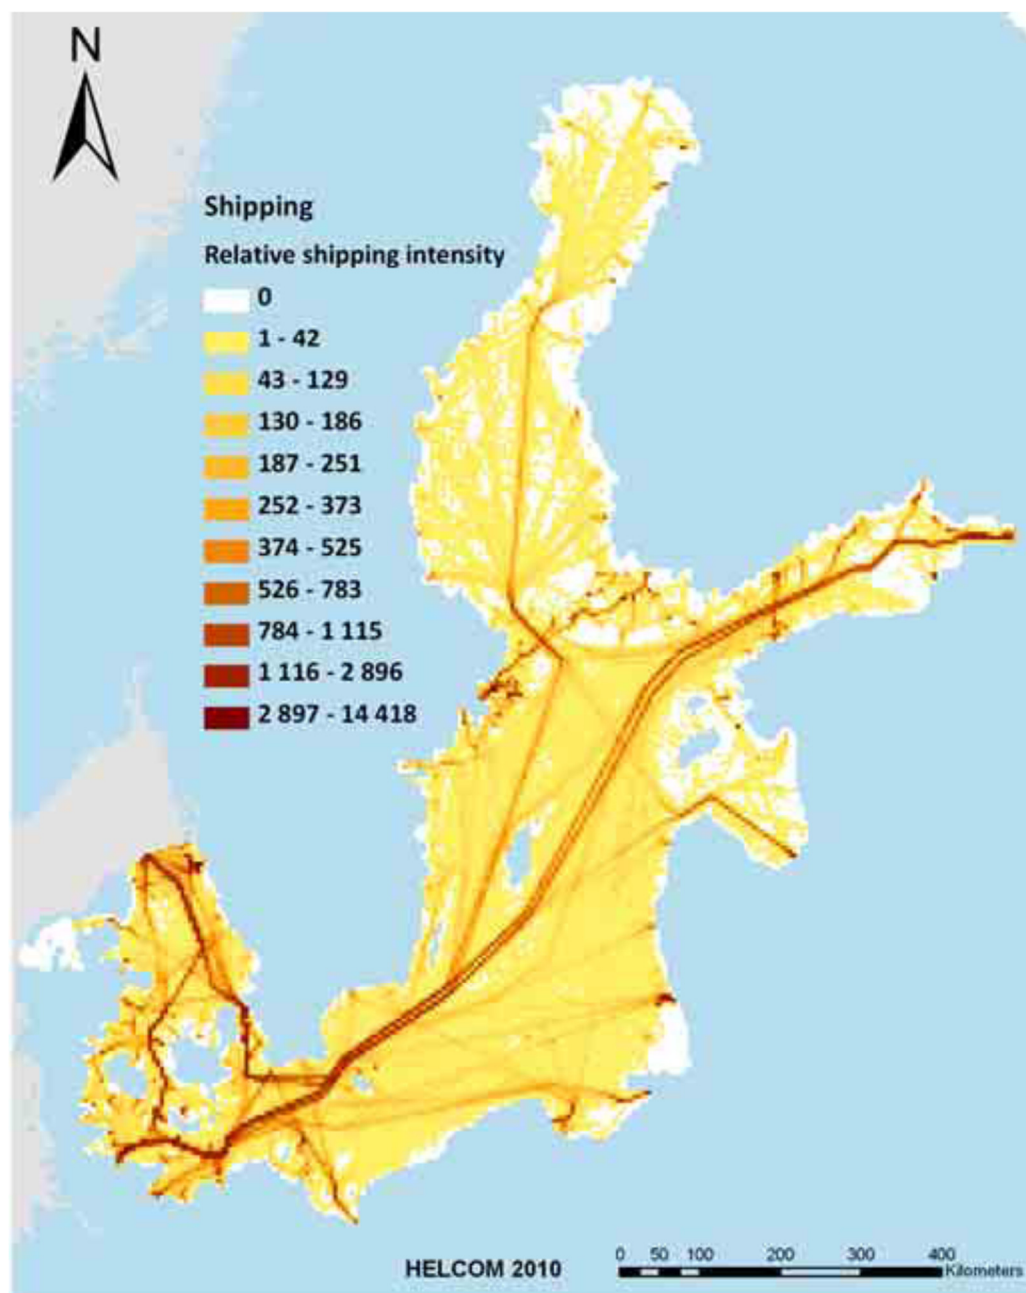 N
Shipping
Relative shipping intensity
0
1 - 42
43 - 129
130 - 186
187 - 251
252 - 373
374 - 525
526 - 783
784 - 1 115
1 116 - 2 896
2 897 - 14 418
HELCOM 2010
0 50 100 200 300 400
Kilometers